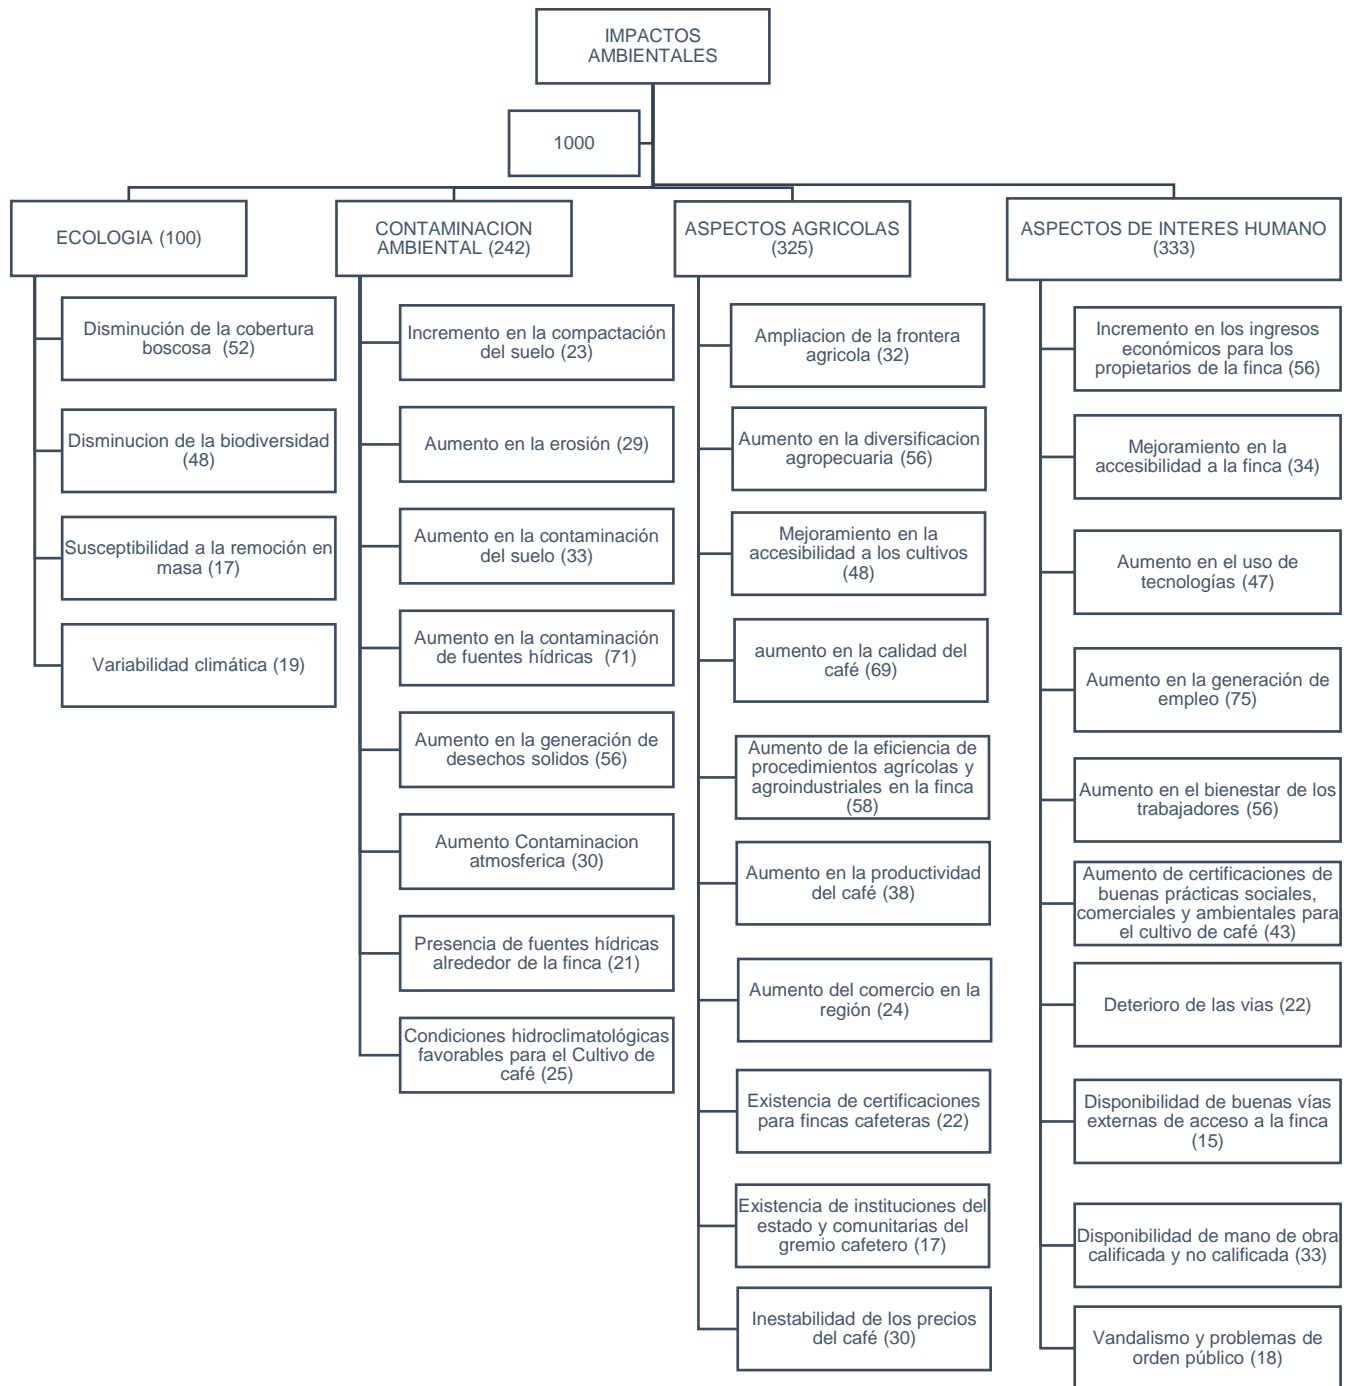 IMPACTOS
AMBIENTALES
1000
ECOLOGIA (100)
Disminución de la cobertura
boscosa (52)
Disminucion de la biodiversidad
(48)
Susceptibilidad a la remoción en
masa (17)
Variabilidad climática (19)
CONTAMINACION
AMBIENTAL (242)
Incremento en la compactación
del suelo (23)
Aumento en la erosión (29)
Aumento en la contaminación
del suelo (33)
Aumento en la contaminación
de fuentes hídricas (71)
Aumento en la generación de
desechos solidos (56)
Aumento Contaminacion
atmosferica (30)
Presencia de fuentes hídricas
alrededor de la finca (21)
Condiciones hidroclimatológicas
favorables para el Cultivo de
café (25)
ASPECTOS AGRICOLAS
(325)
Ampliacion de la frontera
agricola (32)
Aumento en la diversificacion
agropecuaria (56)
Mejoramiento en la
accesibilidad a los cultivos
(48)
aumento en la calidad del
café (69)
Aumento de la eficiencia de
procedimientos agrícolas y
agroindustriales en la finca
(58)
Aumento en la productividad
del café (38)
Aumento del comercio en la
región (24)
Existencia de certificaciones
para fincas cafeteras (22)
Existencia de instituciones del
estado y comunitarias del
gremio cafetero (17)
Inestabilidad de los precios
del café (30)
ASPECTOS DE INTERES HUMANO
(333)
Incremento en los ingresos
económicos para los
propietarios de la finca (56)
Mejoramiento en la
accesibilidad a la finca (34)
Aumento en el uso de
tecnologías (47)
Aumento en la generación de
empleo (75)
Aumento en el bienestar de los
trabajadores (56)
Aumento de certificaciones de
buenas prácticas sociales,
comerciales y ambientales para
el cultivo de café (43)
Deterioro de las vias (22)
Disponibilidad de buenas vías
externas de acceso a la finca
(15)
Disponibilidad de mano de obra
calificada y no calificada (33)
Vandalismo y problemas de
orden público (18)